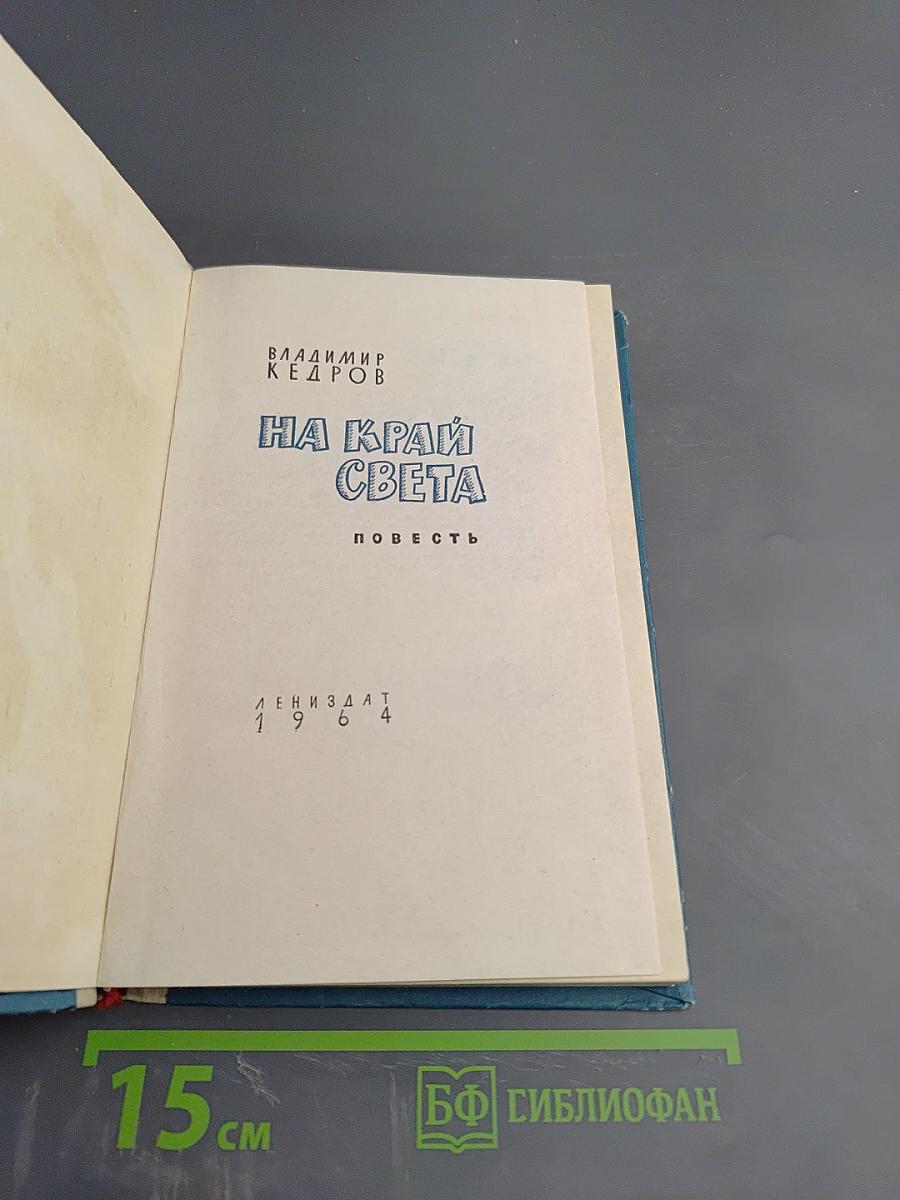 ВЛАДИМИР
КЕДРОВ
НА КРАЙ
СВЕТА
ПОВЕСТЬ
ЛЕНИЗДАТ
1964
15 см
БФ БИБЛИОФАН